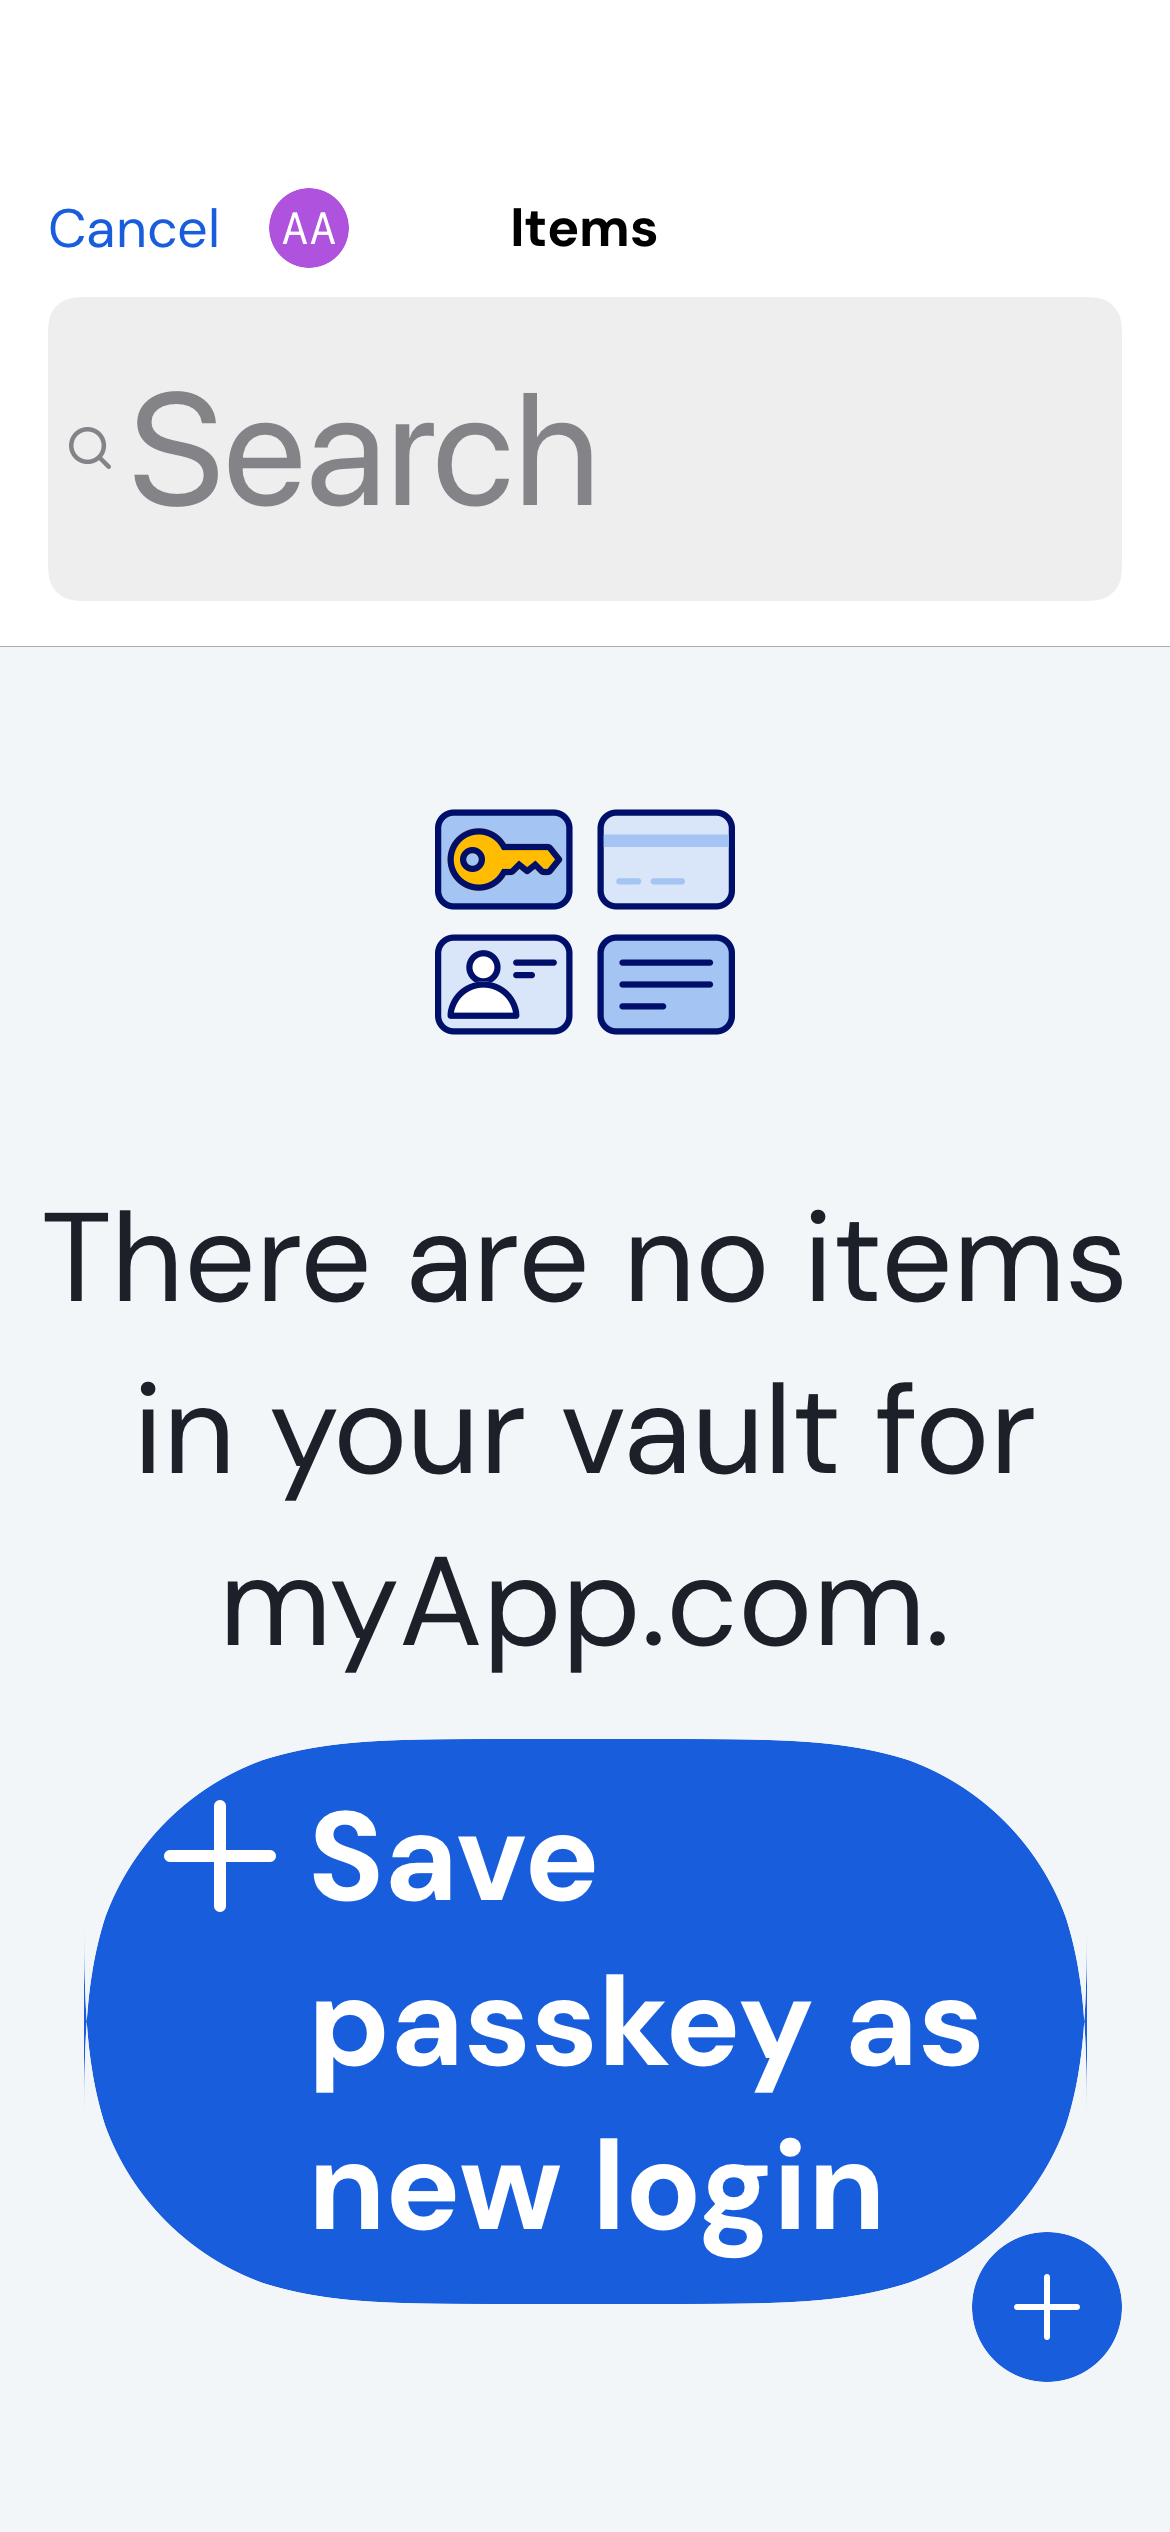 Cancel AA Items
Search
There are no items
in your vault for
myApp.com.
Save
passkey as
new login